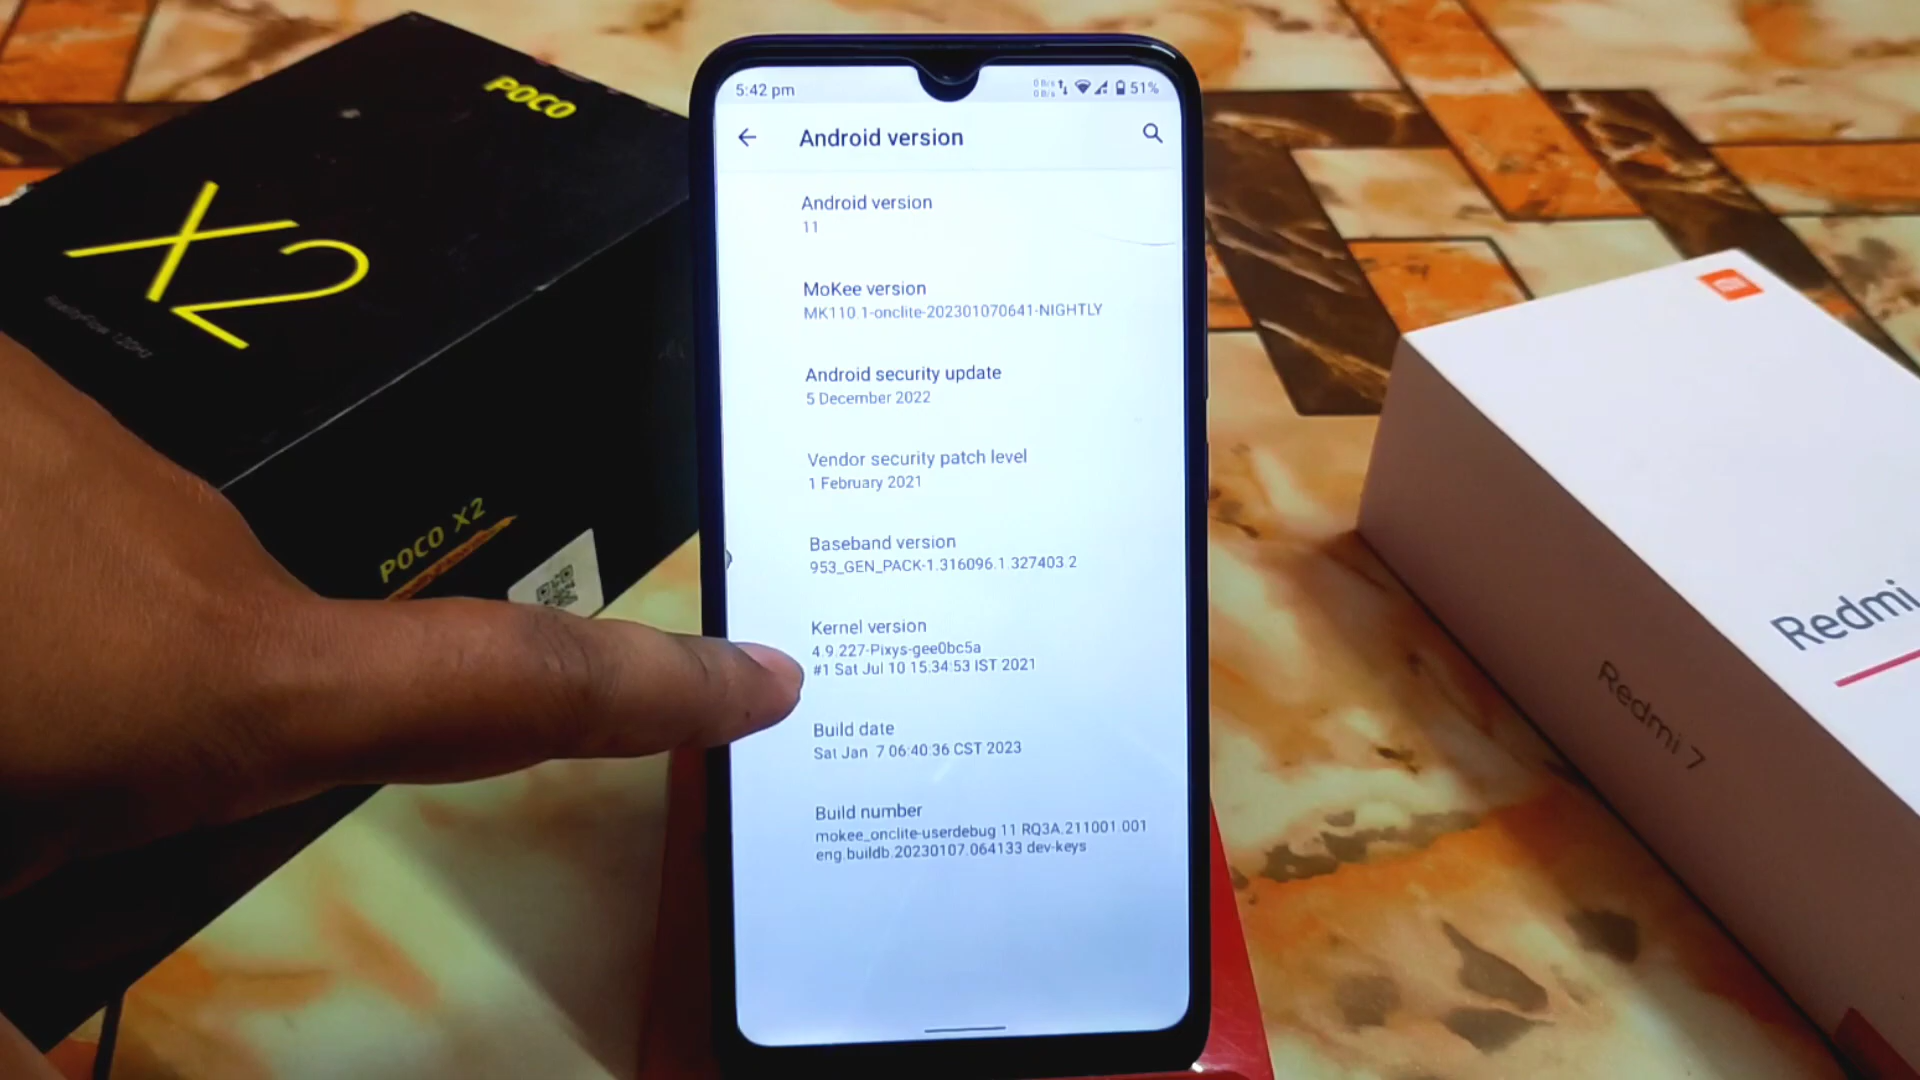 POCO
X2
POCO X2
5:42 pm
0 B/s
0 B/s
51%
Android version
Android version
11
MoKee version
MK110.1-onclite-202301070641-NIGHTLY
Android security update
5 December 2022
Vendor security patch level
1 February 2021
Baseband version
953_GEN_PACK-1.316096.1.327403.2
Kernel version
4.9.227-Pixys-gee0bc5a
#1 Sat Jul 10 15:34:53 IST 2021
Build date
Sat Jan 7 06:40:36 CST 2023
Build number
mokee_onclite-userdebug 11 RQ3A.211001.001
eng.buildb.20230107.064133 dev-keys
mi
Redmi
Redmi 7